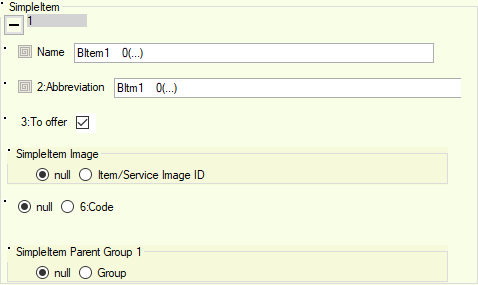 SimpleItem
1
Name BItem1 0(...)
2:Abbreviation BItm1 0(...)
3:To offer
SimpleItem Image
null Item/Service Image ID
null 6:Code
SimpleItem Parent Group 1
null Group